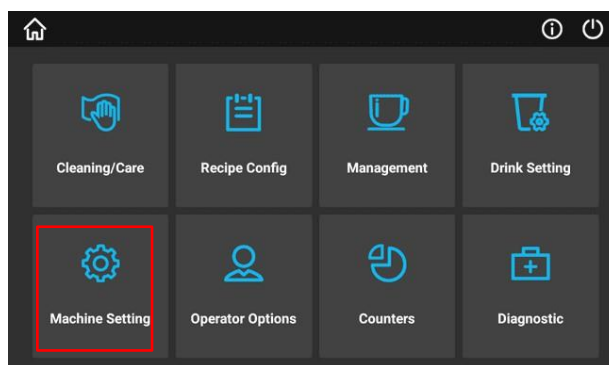 Cleaning/Care
Recipe Config
Management
Drink Setting
Machine Setting
Operator Options
Counters
Diagnostic